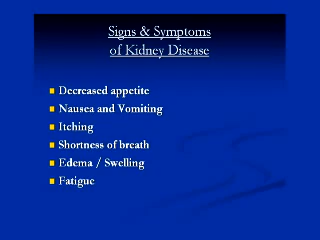 Signs & Symptoms
of Kidney Disease
Decreased appetite
Nausea and Vomiting
Itching
Shortness of breath
Edema / Swelling
Fatigue